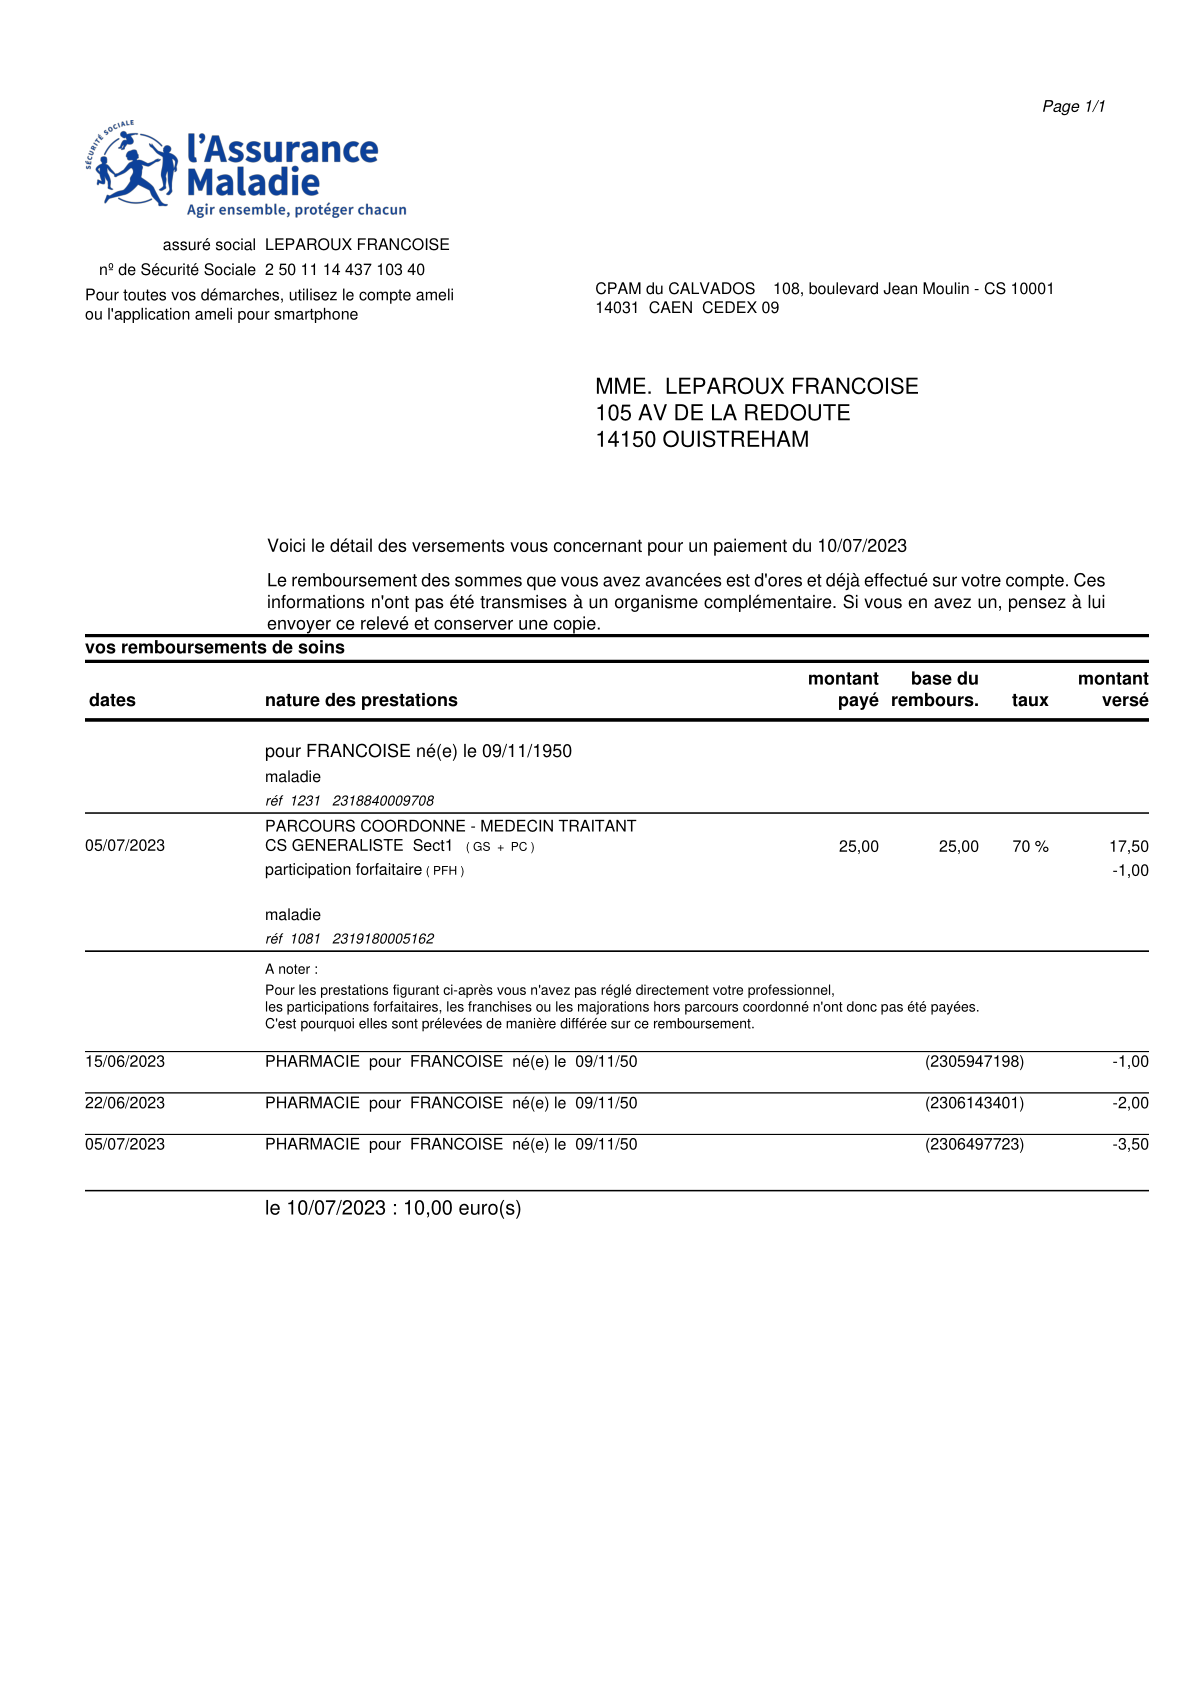 Page 1/1
SÉCURITÉ SOCIALE
l'Assurance
Maladie
Agir ensemble, protéger chacun
assuré social LEPAROUX FRANCOISE
nº de Sécurité Sociale 2 50 11 14 437 103 40
Pour toutes vos démarches, utilisez le compte ameli
ou l'application ameli pour smartphone
CPAM du CALVADOS 108, boulevard Jean Moulin - CS 10001
14031 CAEN CEDEX 09
MME. LEPAROUX FRANCOISE
105 AV DE LA REDOUTE
14150 OUISTREHAM
Voici le détail des versements vous concernant pour un paiement du 10/07/2023
Le remboursement des sommes que vous avez avancées est d'ores et déjà effectué sur votre compte. Ces
informations n'ont pas été transmises à un organisme complémentaire. Si vous en avez un, pensez à lui
envoyer ce relevé et conserver une copie.
vos remboursements de soins
montant base du montant
dates nature des prestations payé rembours. taux versé
pour FRANCOISE né(e) le 09/11/1950
maladie
réf 1231 2318840009708
PARCOURS COORDONNE - MEDECIN TRAITANT
05/07/2023 CS GENERALISTE Sect1 ( GS + PC ) 25,00 25,00 70 % 17,50
participation forfaitaire ( PFH ) -1,00
maladie
réf 1081 2319180005162
A noter :
Pour les prestations figurant ci-après vous n'avez pas réglé directement votre professionnel,
les participations forfaitaires, les franchises ou les majorations hors parcours coordonné n'ont donc pas été payées.
C'est pourquoi elles sont prélevées de manière différée sur ce remboursement.
15/06/2023 PHARMACIE pour FRANCOISE né(e) le 09/11/50 (2305947198) -1,00
22/06/2023 PHARMACIE pour FRANCOISE né(e) le 09/11/50 (2306143401) -2,00
05/07/2023 PHARMACIE pour FRANCOISE né(e) le 09/11/50 (2306497723) -3,50
le 10/07/2023 : 10,00 euro(s)